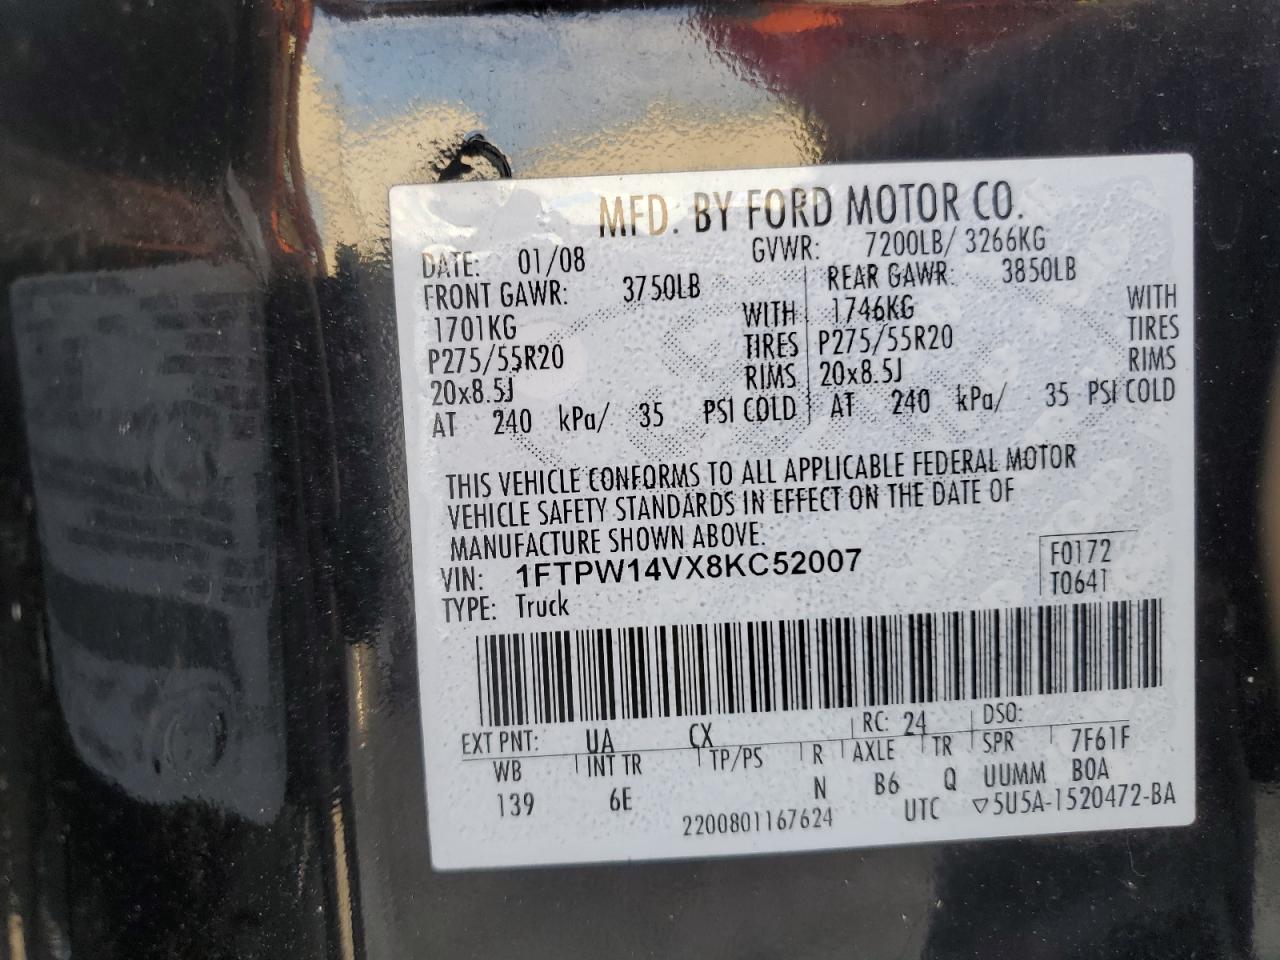 MFD. BY FORD MOTOR CO.
DATE: 01/08 GVWR: 7200LB/ 3266KG
FRONT GAWR: 3750LB REAR GAWR: 3850LB
1701KG WITH 1746KG WITH
P275/55R20 TIRES P275/55R20 TIRES
20x8.5J RIMS 20x8.5J RIMS
AT 240 kPa/ 35 PSI COLD AT 240 kPa/ 35 PSI COLD
THIS VEHICLE CONFORMS TO ALL APPLICABLE FEDERAL MOTOR
VEHICLE SAFETY STANDARDS IN EFFECT ON THE DATE OF
MANUFACTURE SHOWN ABOVE.
VIN: 1FTPW14VX8KC52007 F0172
TYPE: Truck T0641
EXT PNT: UA CX RC: 24 DSO:
WB INT TR TP/PS R AXLE TR SPR 7F61F
139 6E N B6 Q UUMM B0A
2200801167624 UTC ▽5U5A-1520472-BA